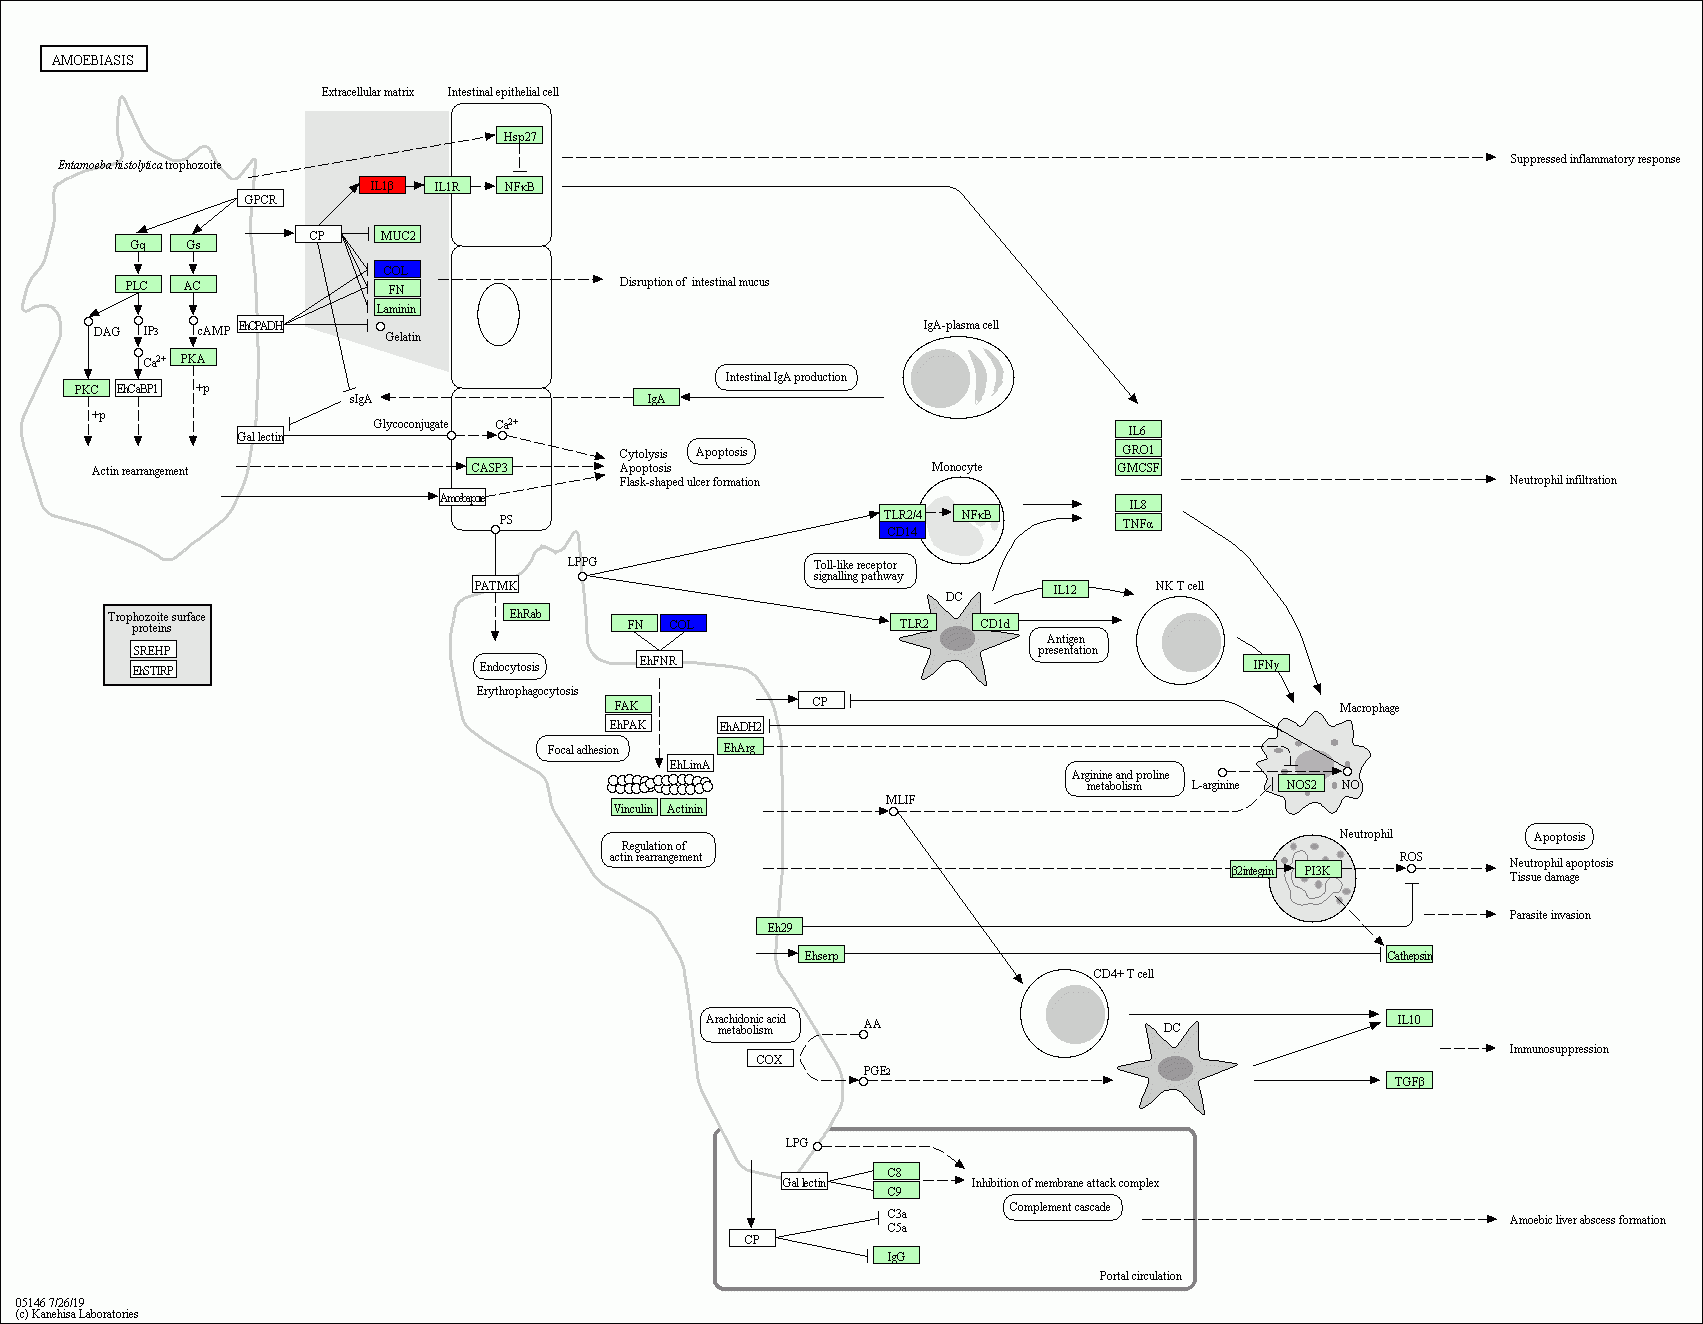 AMOEBIASIS
Extracellular matrix
Intestinal epithelial cell
Hsp27
Entamoeba histolytica trophozoite
Suppressed inflammatory response
GPCR
IL1β
IL1R
NFκB
CP
MUC2
Gq
Gs
COL
FN
Laminin
Gelatin
Disruption of intestinal mucus
PLC
AC
DAG
IP3
cAMP
EhCPADH
Ca2+
PKA
PKC
EhCaBP1
+p
+p
IgA-plasma cell
Intestinal IgA production
sIgA
IgA
Glycoconjugate
Ca2+
Gal lectin
Actin rearrangement
CASP3
Cytolysis
Apoptosis
Flask-shaped ulcer formation
Apoptosis
Amoebapore
PS
IL6
GRO1
GMCSF
IL8
TNFα
Neutrophil infiltration
Monocyte
TLR2/4
NFκB
LPPG
Toll-like receptor
signalling pathway
PATMK
EhRab
Endocytosis
Erythrophagocytosis
Trophozoite surface
proteins
SREHP
EhSTIRP
FN
COL
EhFNR
DC
TLR2
CD1d
IL12
NK T cell
Antigen
presentation
IFNγ
FAK
EhPAK
Focal adhesion
EhLimA
Vinculin
Actinin
Regulation of
actin rearrangement
CP
EhADH2
EhArg
Macrophage
Arginine and proline
metabolism
L-arginine
NOS2
NO
MLIF
Neutrophil
Apoptosis
β2integrin
PI3K
ROS
Neutrophil apoptosis
Tissue damage
Parasite invasion
Eh29
Ehserp
Cathepsin
CD4+ T cell
Arachidonic acid
metabolism
AA
COX
PGE2
DC
IL10
Immunosuppression
TGFβ
LPG
Gal lectin
C8
C9
Inhibition of membrane attack complex
Complement cascade
C3a
C5a
CP
IgG
Amoebic liver abscess formation
Portal circulation
05146 7/26/19
(c) Kanehisa Laboratories